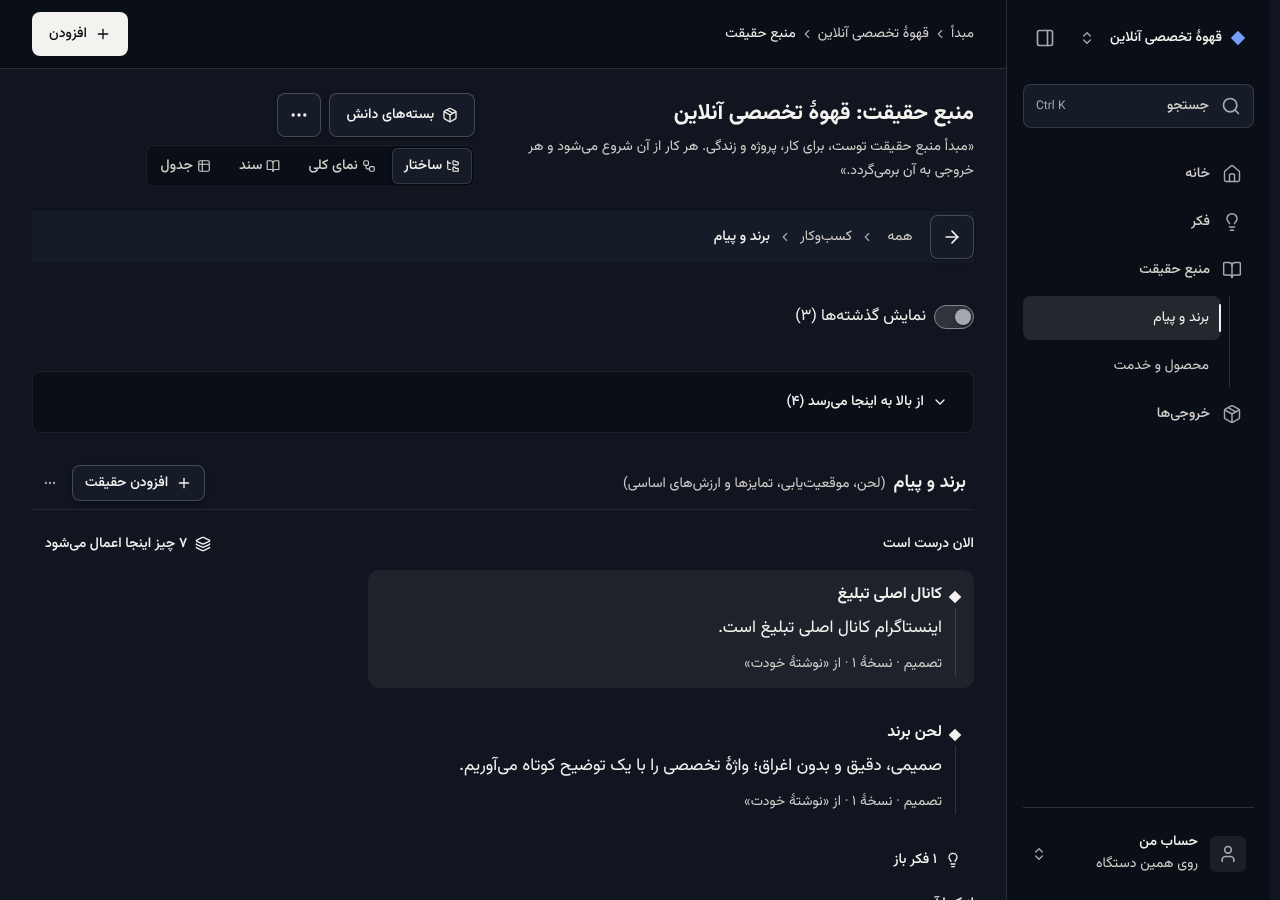 قهوهٔ تخصصی آنلاین
جستجو
Ctrl K
خانه
فکر
منبع حقیقت
برند و پیام
محصول و خدمت
خروجی‌ها
حساب من
روی همین دستگاه
مبدأ
قهوهٔ تخصصی آنلاین
منبع حقیقت
افزودن
منبع حقیقت: قهوهٔ تخصصی آنلاین
«مبدأ منبع حقیقت توست، برای کار، پروژه و زندگی. هر کار از آن شروع می‌شود و هر
خروجی به آن برمی‌گردد.»
بسته‌های دانش
ساختار
نمای کلی
سند
جدول
همه
کسب‌وکار
برند و پیام
نمایش گذشته‌ها (۳)
از بالا به اینجا می‌رسد (۴)
برند و پیام (لحن، موقعیت‌یابی، تمایزها و ارزش‌های اساسی)
افزودن حقیقت
الان درست است
۷ چیز اینجا اعمال می‌شود
کانال اصلی تبلیغ
اینستاگرام کانال اصلی تبلیغ است.
تصمیم · نسخهٔ ۱ · از «نوشتهٔ خودت»
لحن برند
صمیمی، دقیق و بدون اغراق؛ واژهٔ تخصصی را با یک توضیح کوتاه می‌آوریم.
تصمیم · نسخهٔ ۱ · از «نوشتهٔ خودت»
۱ فکر باز